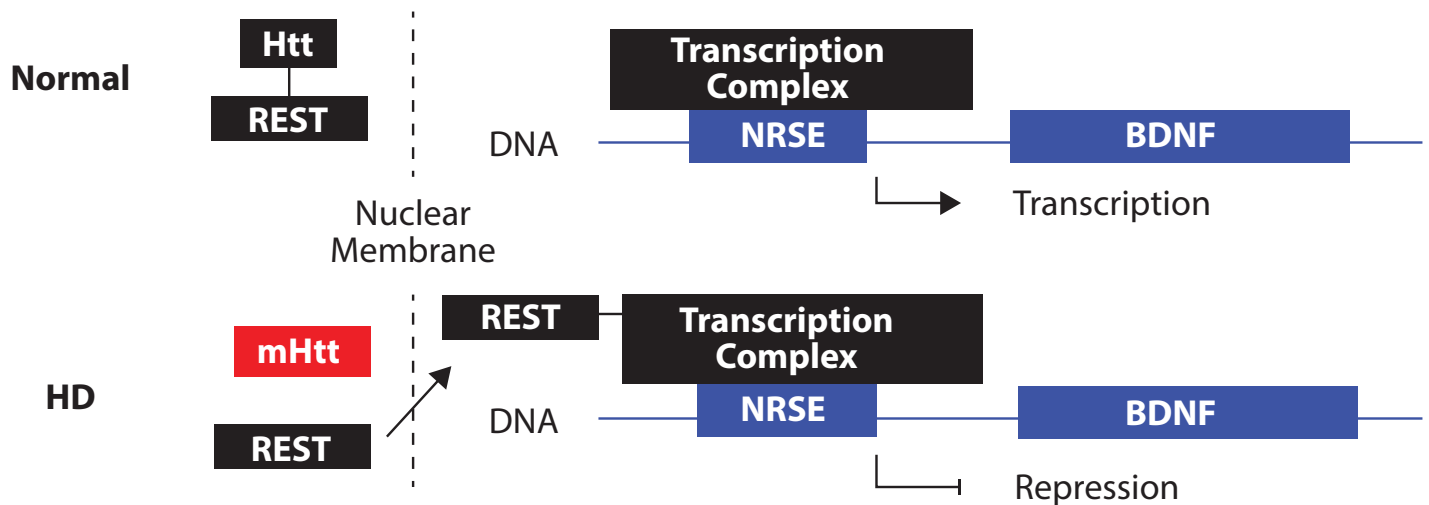 Normal
Htt
REST
Transcription
Complex
DNA
NRSE
BDNF
Transcription
Nuclear
Membrane
HD
mHtt
REST
REST
Transcription
Complex
DNA
NRSE
BDNF
Repression